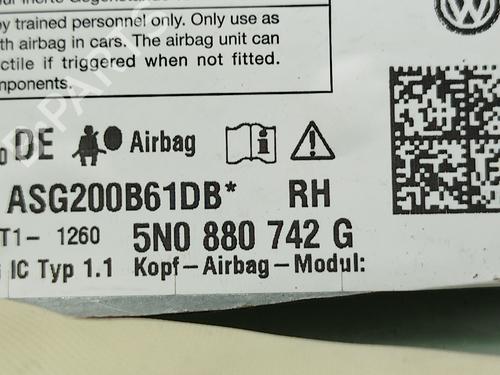 by trained personnel only. Only use as
th airbag in cars. The airbag unit can
ctile if triggered when not fitted.
mponents.
DE Airbag
ASG200B61DB* RH
T1- 1260 5N0 880 742 G
IC Typ 1.1 Kopf-Airbag-Modul: